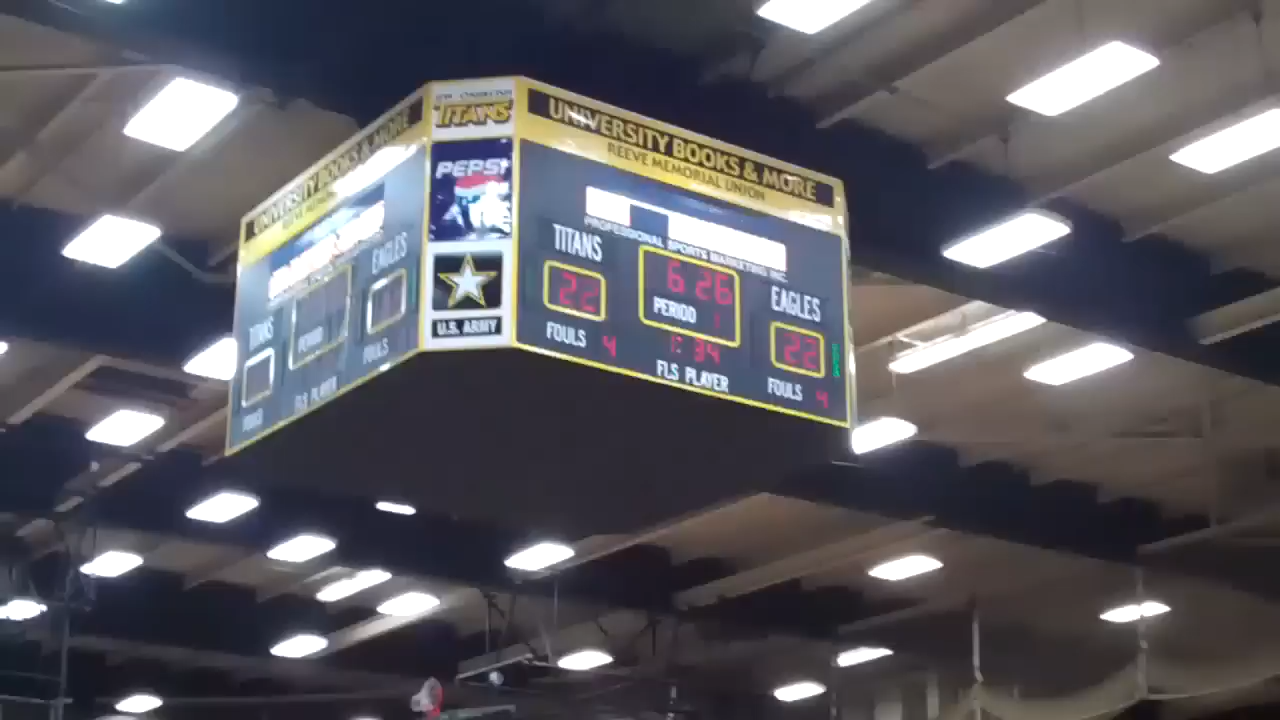 UNIVERSITY BOOKS & MORE
EAGLES
TITANS
PERIOD
FOULS
FLS PLAYER
TITANS
PEPSI
U.S. ARMY
UNIVERSITY BOOKS & MORE
REEVE MEMORIAL UNION
PROFESSIONAL SPORTS MARKETING INC.
TITANS
22
6 26
EAGLES
22
PERIOD 1
FOULS 4
1:34
FLS PLAYER
FOULS 4